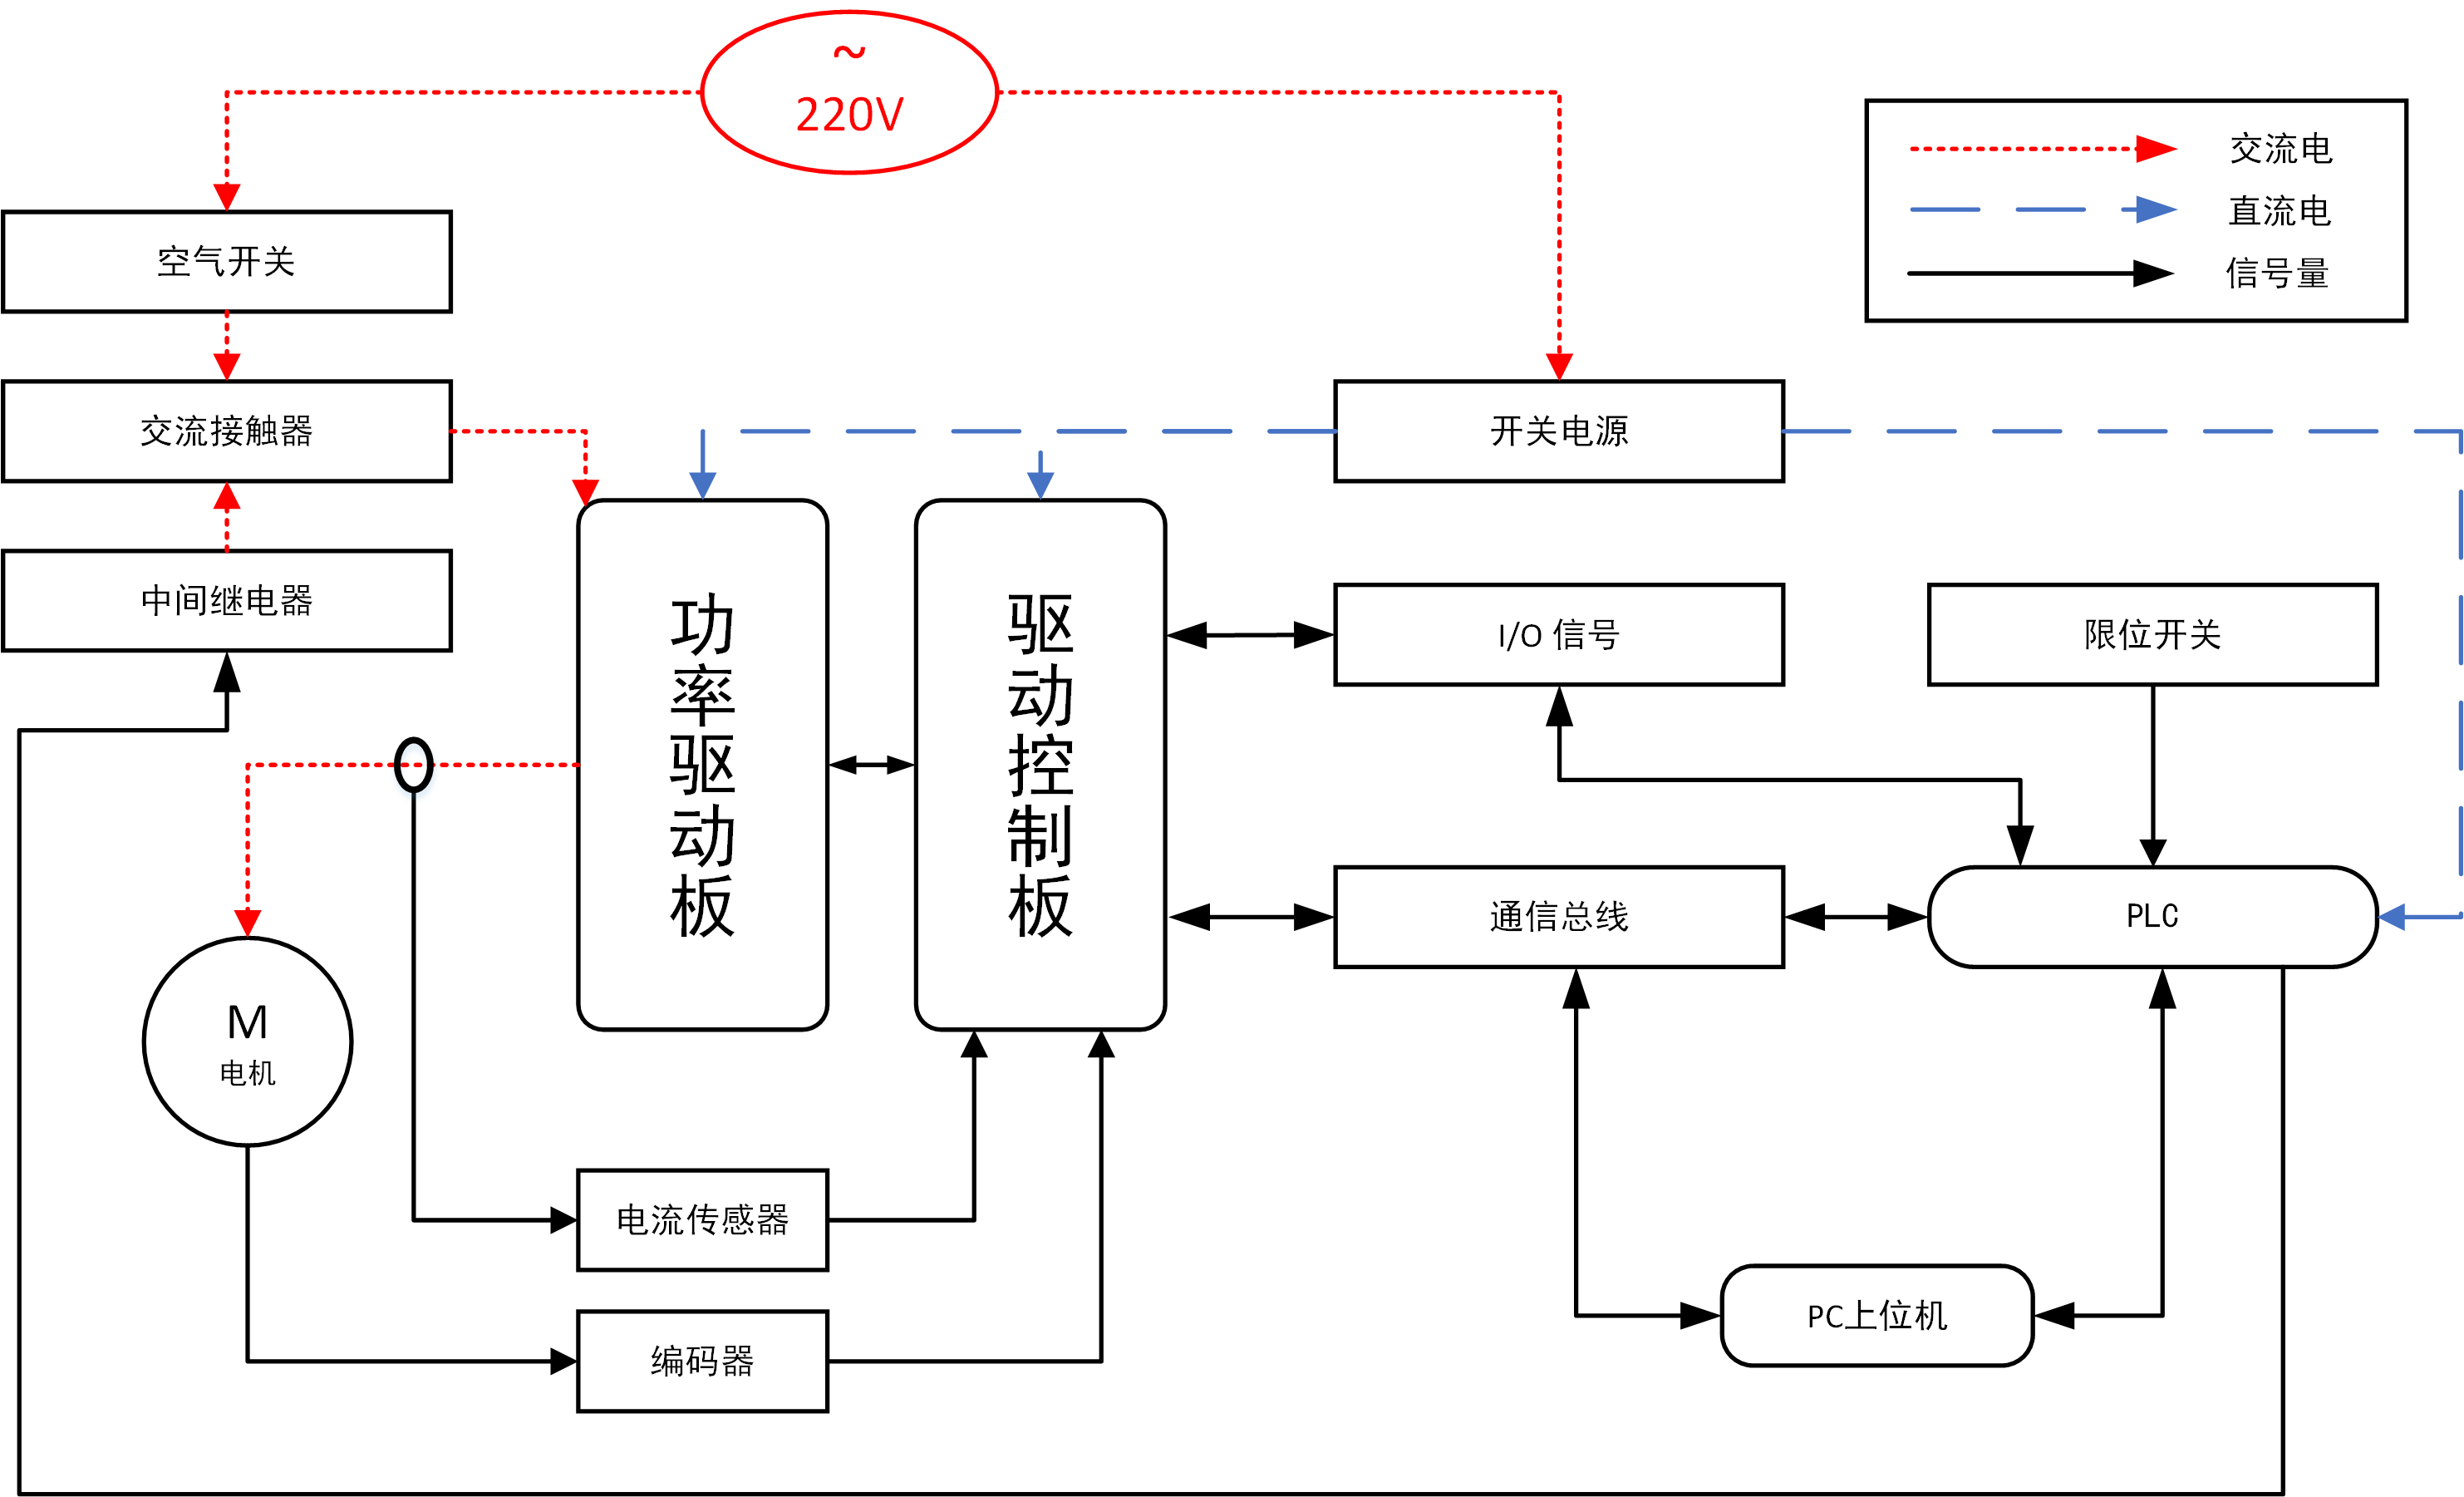 ~
220V
交流电
直流电
信号量
空气开关
交流接触器
开关电源
中间继电器
功率驱动板
驱动控制板
I/O 信号
限位开关
通信总线
PLC
M
电机
电流传感器
PC上位机
编码器